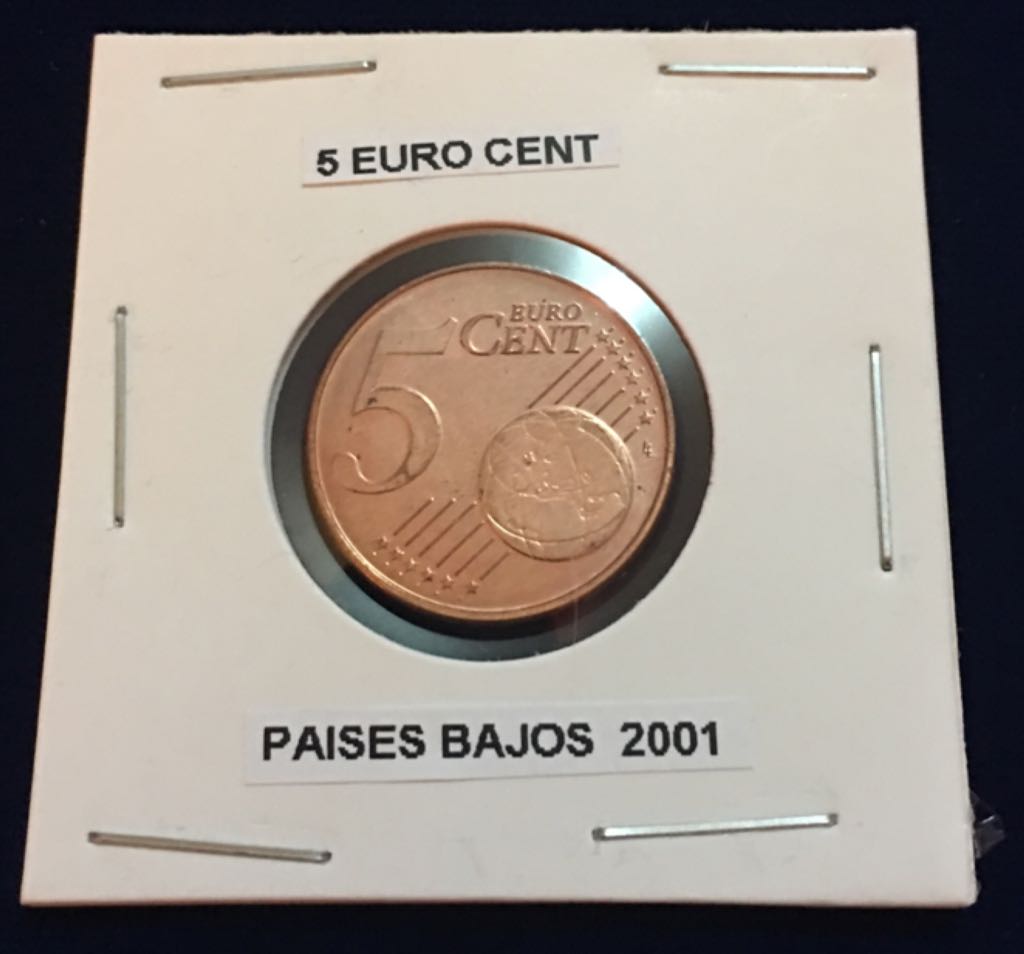 5 EURO CENT
5 EURO
CENT
PAISES BAJOS 2001